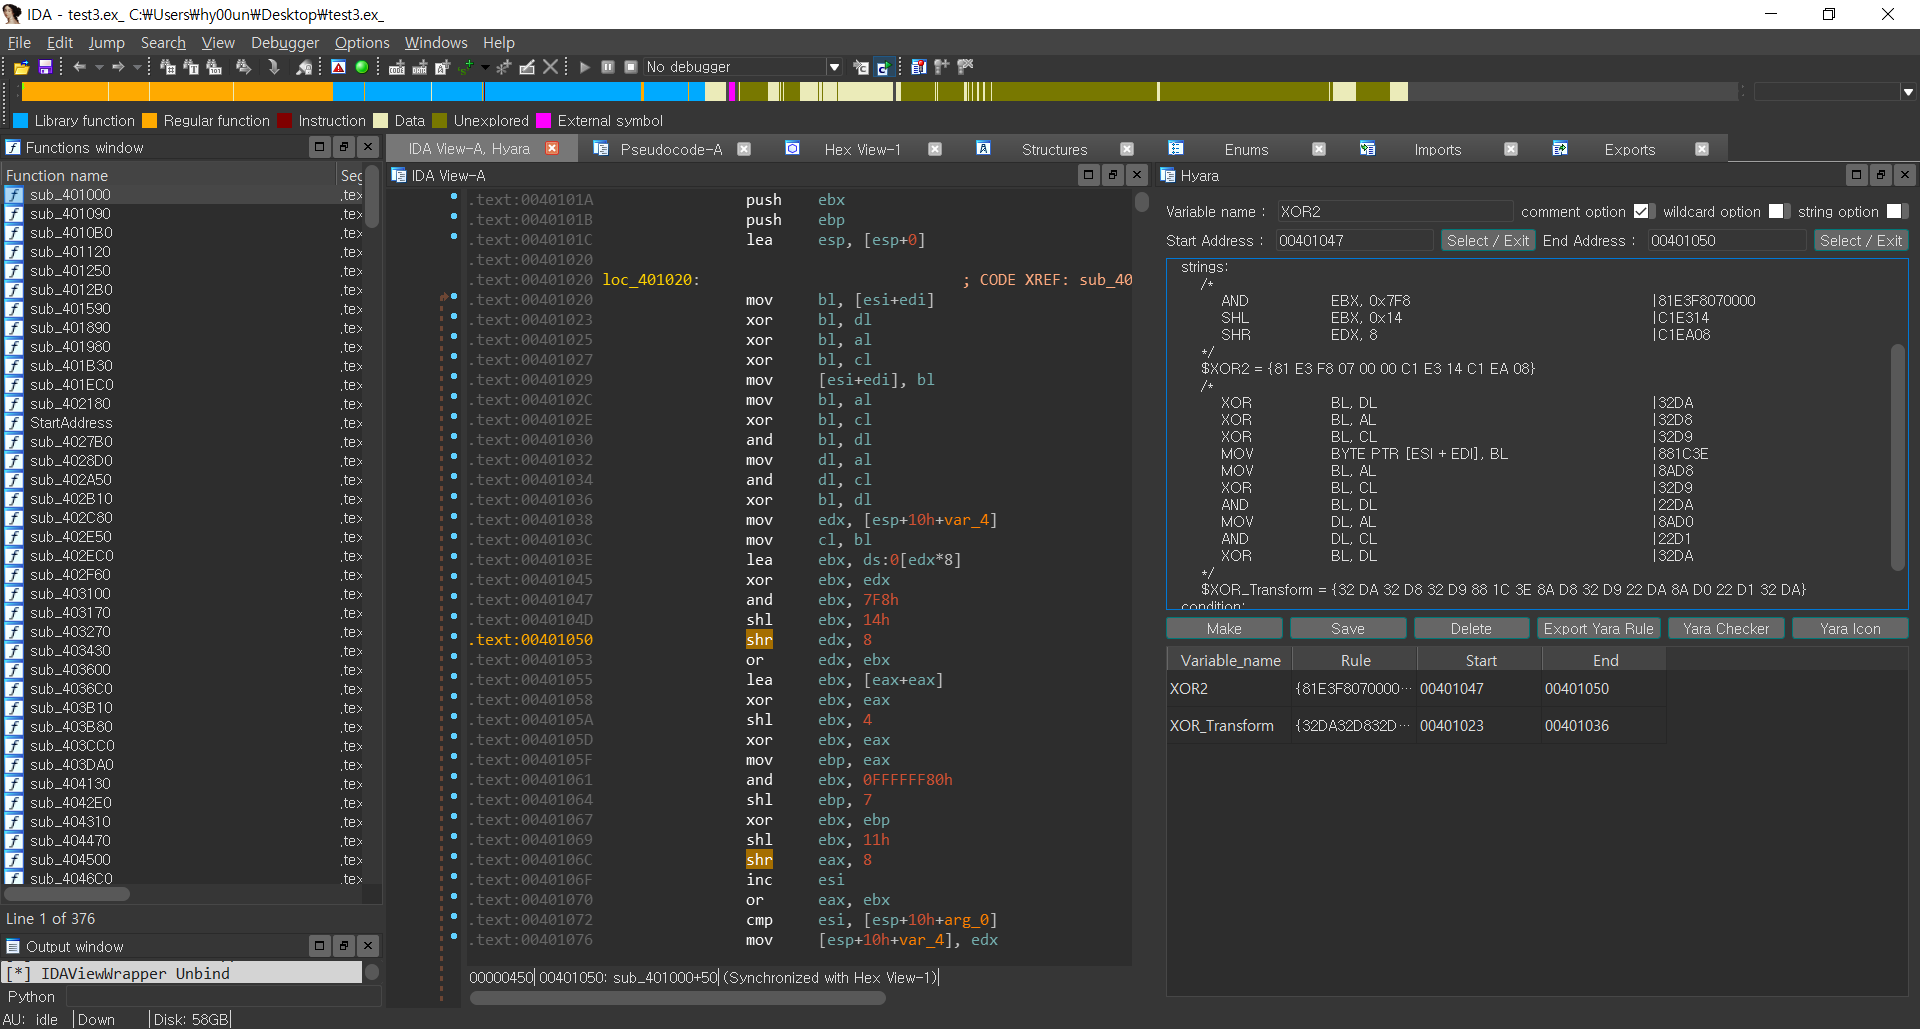 IDA - test3.ex_ C:₩Users₩hy00un₩Desktop₩test3.ex_
File Edit Jump Search View Debugger Options Windows Help
No debugger
Library function Regular function Instruction Data Unexplored External symbol
Functions window
Function name Seg
sub_401000 .tex
sub_401090 .tex
sub_4010B0 .tex
sub_401120 .tex
sub_401250 .tex
sub_4012B0 .tex
sub_401590 .tex
sub_401890 .tex
sub_401980 .tex
sub_401B30 .tex
sub_401EC0 .tex
sub_402180 .tex
StartAddress .tex
sub_4027B0 .tex
sub_4028D0 .tex
sub_402A50 .tex
sub_402B10 .tex
sub_402C80 .tex
sub_402E50 .tex
sub_402EC0 .tex
sub_402F60 .tex
sub_403100 .tex
sub_403170 .tex
sub_403270 .tex
sub_403430 .tex
sub_403600 .tex
sub_4036C0 .tex
sub_403B10 .tex
sub_403B80 .tex
sub_403CC0 .tex
sub_403DA0 .tex
sub_404130 .tex
sub_4042E0 .tex
sub_404310 .tex
sub_404470 .tex
sub_404500 .tex
sub_4046C0 .tex
Line 1 of 376
Output window
[*] IDAViewWrapper Unbind
Python
AU: idle Down Disk: 58GB
IDA View-A, Hyara Pseudocode-A Hex View-1 Structures Enums Imports Exports
IDA View-A
.text:0040101A push ebx
.text:0040101B push ebp
.text:0040101C lea esp, [esp+0]
.text:00401020
.text:00401020 loc_401020: ; CODE XREF: sub_40
.text:00401020 mov bl, [esi+edi]
.text:00401023 xor bl, dl
.text:00401025 xor bl, al
.text:00401027 xor bl, cl
.text:00401029 mov [esi+edi], bl
.text:0040102C mov bl, al
.text:0040102E xor bl, cl
.text:00401030 and bl, dl
.text:00401032 mov dl, al
.text:00401034 and dl, cl
.text:00401036 xor bl, dl
.text:00401038 mov edx, [esp+10h+var_4]
.text:0040103C mov cl, bl
.text:0040103E lea ebx, ds:0[edx*8]
.text:00401045 xor ebx, edx
.text:00401047 and ebx, 7F8h
.text:0040104D shl ebx, 14h
.text:00401050 shr edx, 8
.text:00401053 or edx, ebx
.text:00401055 lea ebx, [eax+eax]
.text:00401058 xor ebx, eax
.text:0040105A shl ebx, 4
.text:0040105D xor ebx, eax
.text:0040105F mov ebp, eax
.text:00401061 and ebx, 0FFFFFF80h
.text:00401064 shl ebp, 7
.text:00401067 xor ebx, ebp
.text:00401069 shl ebx, 11h
.text:0040106C shr eax, 8
.text:0040106F inc esi
.text:00401070 or eax, ebx
.text:00401072 cmp esi, [esp+10h+arg_0]
.text:00401076 mov [esp+10h+var_4], edx
00000450 00401050: sub_401000+50 (Synchronized with Hex View-1)
Hyara
Variable name : XOR2 comment option wildcard option string option
Start Address : 00401047 Select / Exit End Address : 00401050 Select / Exit
strings:
/*
AND EBX, 0x7F8 |81E3F8070000
SHL EBX, 0x14 |C1E314
SHR EDX, 8 |C1EA08
*/
$XOR2 = {81 E3 F8 07 00 00 C1 E3 14 C1 EA 08}
/*
XOR BL, DL |32DA
XOR BL, AL |32D8
XOR BL, CL |32D9
MOV BYTE PTR [ESI + EDI], BL |881C3E
MOV BL, AL |8AD8
XOR BL, CL |32D9
AND BL, DL |22DA
MOV DL, AL |8AD0
AND DL, CL |22D1
XOR BL, DL |32DA
*/
$XOR_Transform = {32 DA 32 D8 32 D9 88 1C 3E 8A D8 32 D9 22 DA 8A D0 22 D1 32 DA}
condition:
Make Save Delete Export Yara Rule Yara Checker Yara Icon
Variable_name Rule Start End
XOR2 {81E3F8070000… 00401047 00401050
XOR_Transform {32DA32D832D… 00401023 00401036